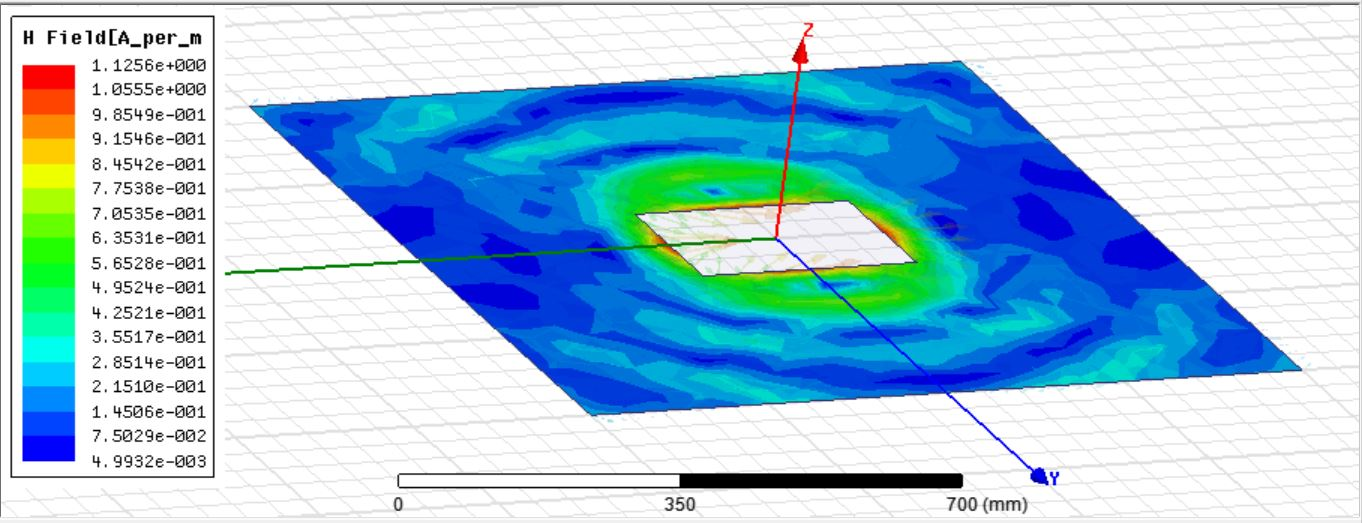 H Field[A_per_m
1.1256e+000
1.0555e+000
9.8549e-001
9.1546e-001
8.4542e-001
7.7538e-001
7.0535e-001
6.3531e-001
5.6528e-001
4.9524e-001
4.2521e-001
3.5517e-001
2.8514e-001
2.1510e-001
1.4506e-001
7.5029e-002
4.9932e-003
Z
Y
0 350 700 (mm)